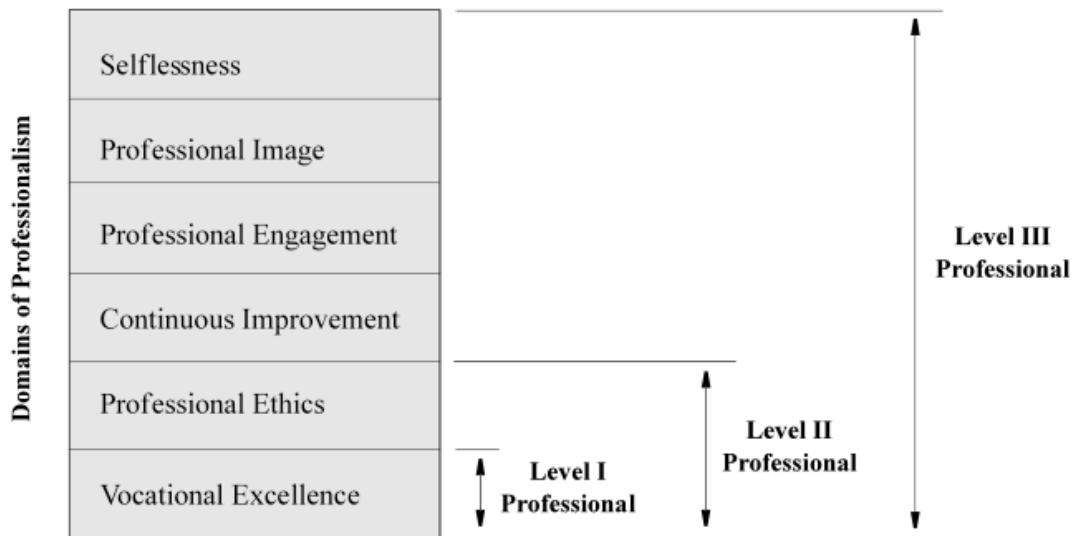 Domains of Professionalism
Selflessness
Professional Image
Professional Engagement
Continuous Improvement
Professional Ethics
Vocational Excellence
Level I
Professional
Level II
Professional
Level III
Professional